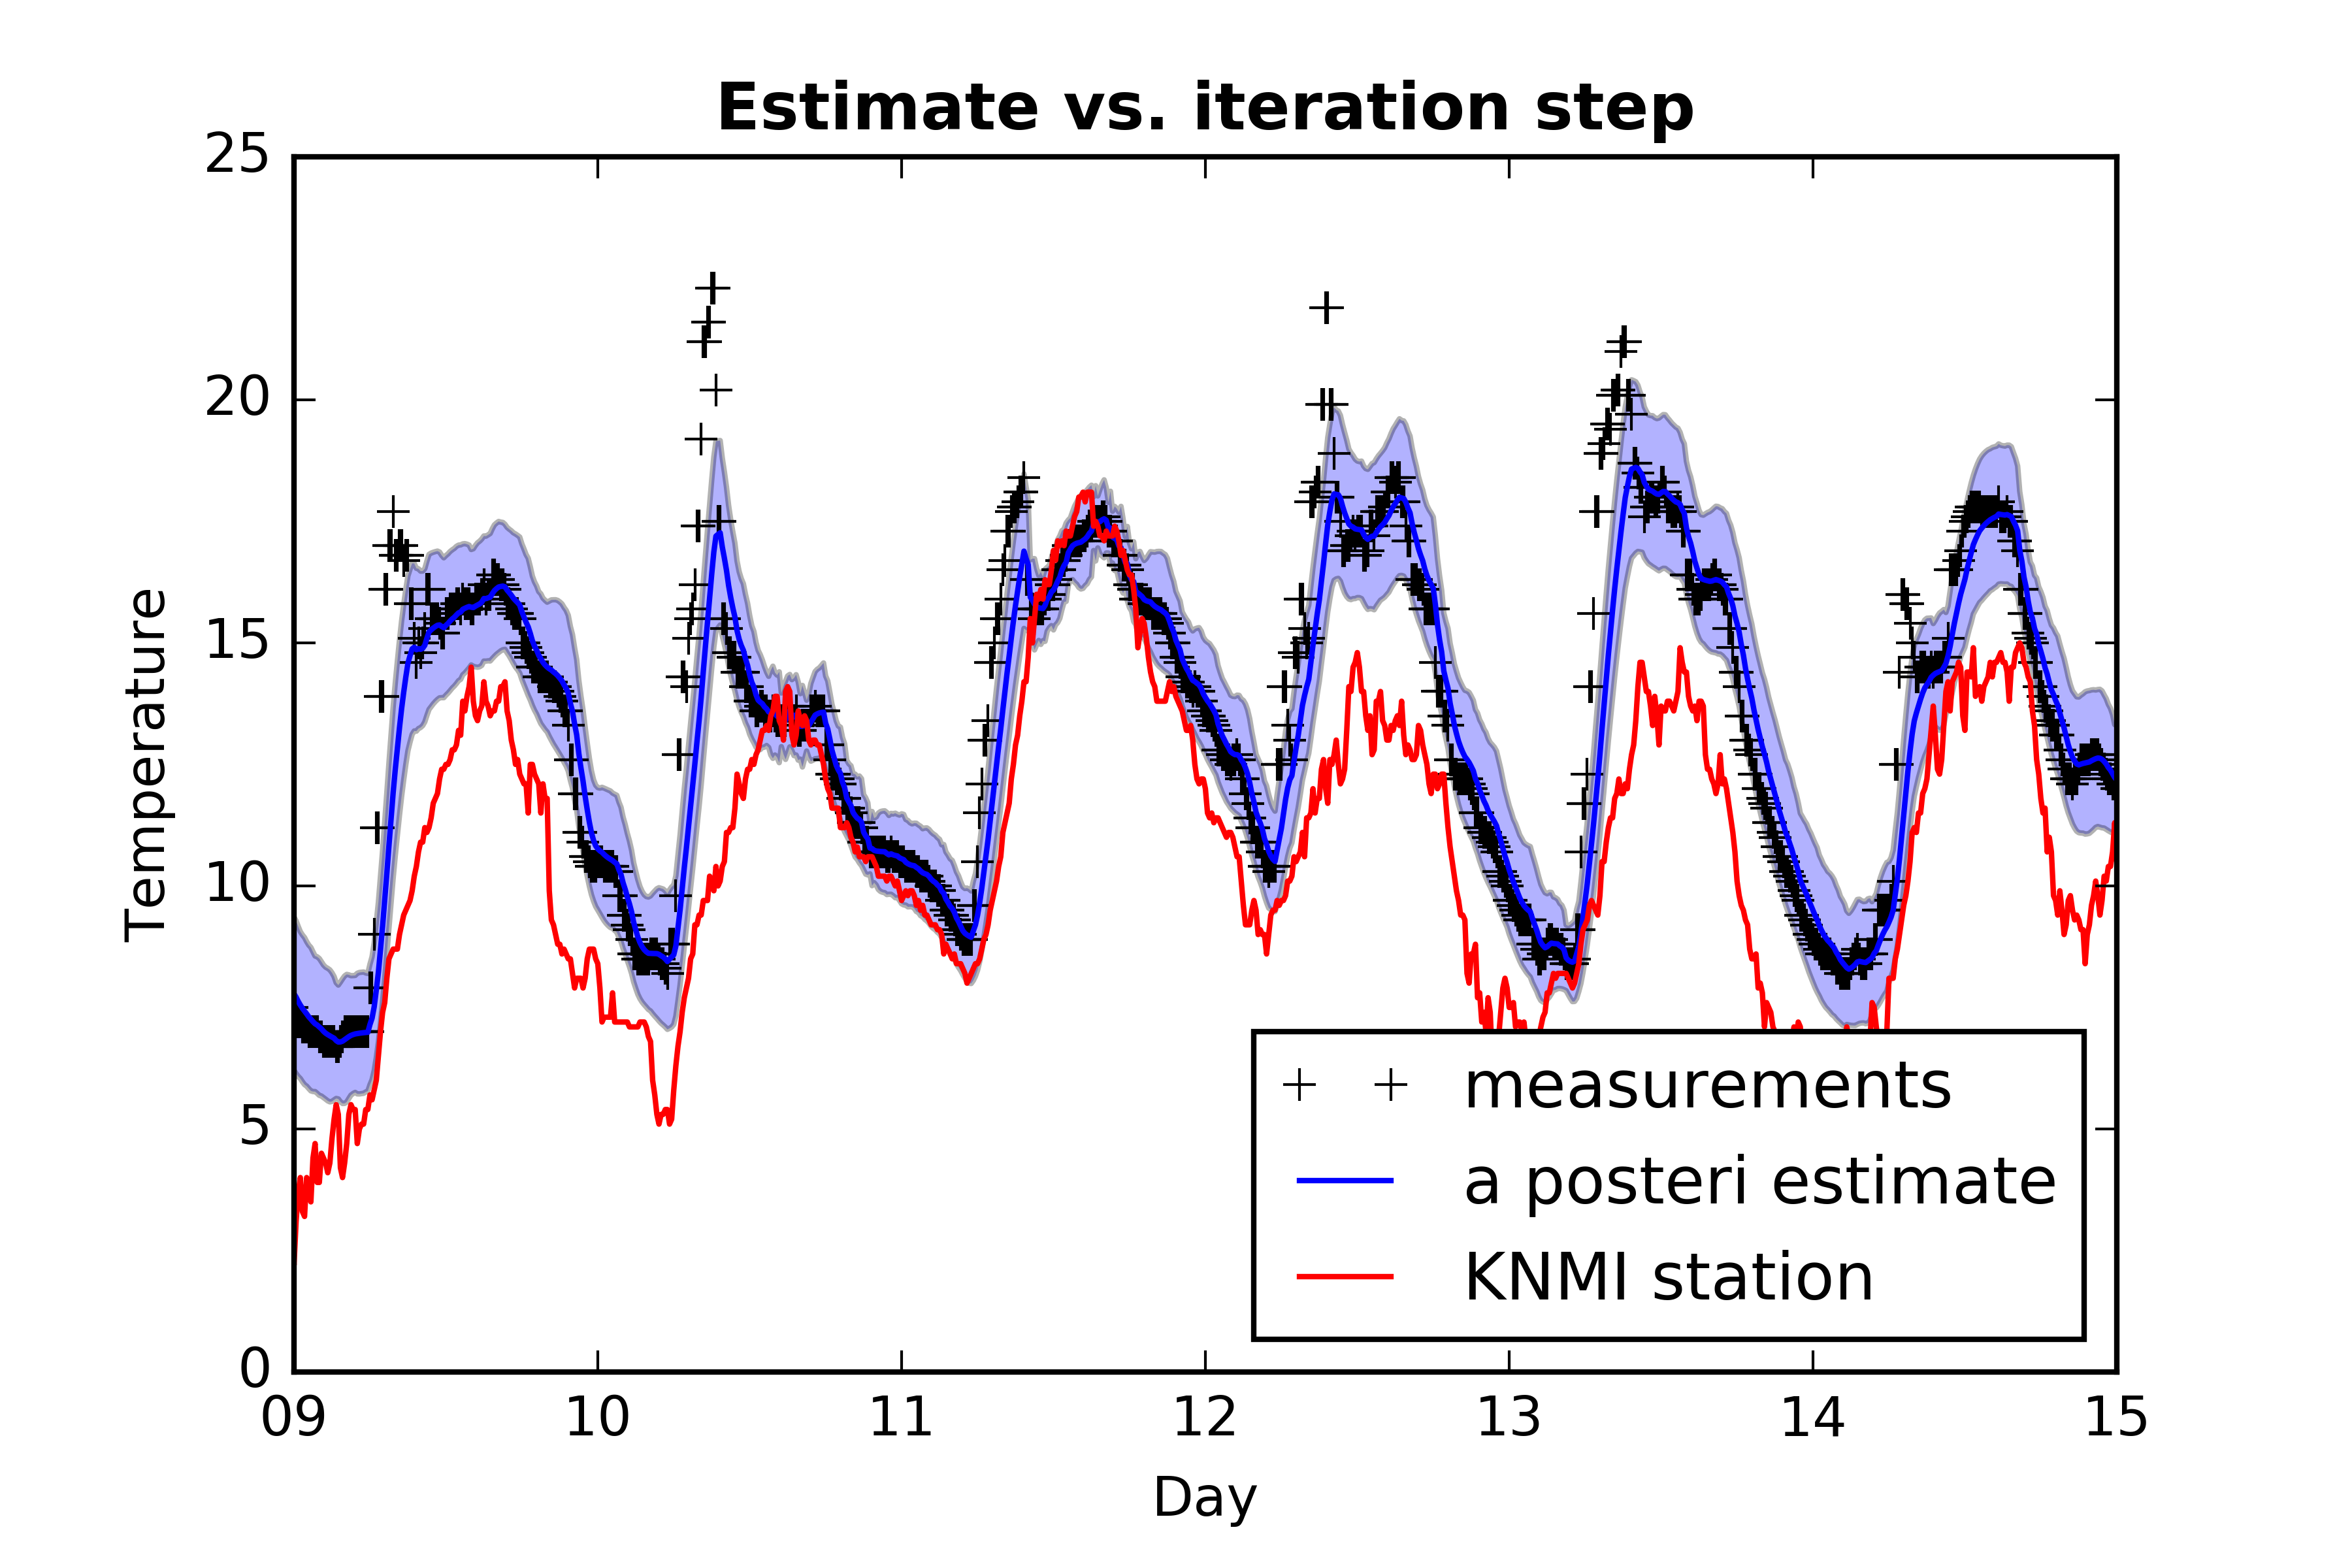 Estimate vs. iteration step
25
20
15
10
5
0
Temperature
09 10 11 12 13 14 15
Day
measurements
a posteri estimate
KNMI station